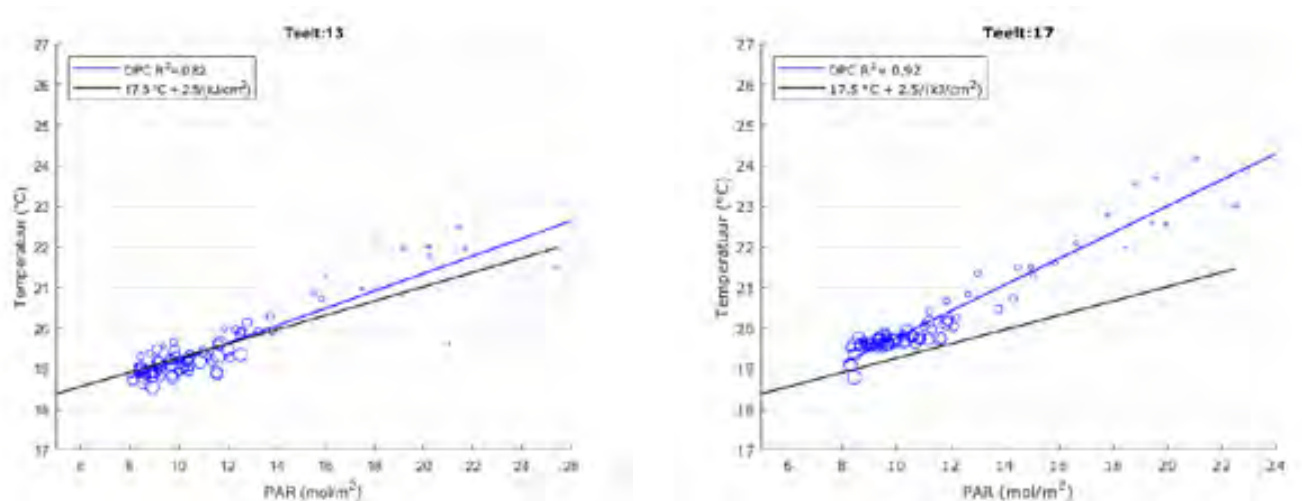 Teelt:13
27
26
25
24
23
22
21
20
19
18
17
DPC R²=0.82
17.5 °C + 2.5/(kJ/cm²)
Temperatuur (°C)
6 8 10 12 14 16 18 20 22 24 26
PAR (mol/m²)
Teelt:17
27
26
25
24
23
22
21
20
19
18
17
DPC R²= 0.92
17.5 °C + 2.5/(kJ/cm²)
Temperatuur (°C)
6 8 10 12 14 16 18 20 22 24
PAR (mol/m²)